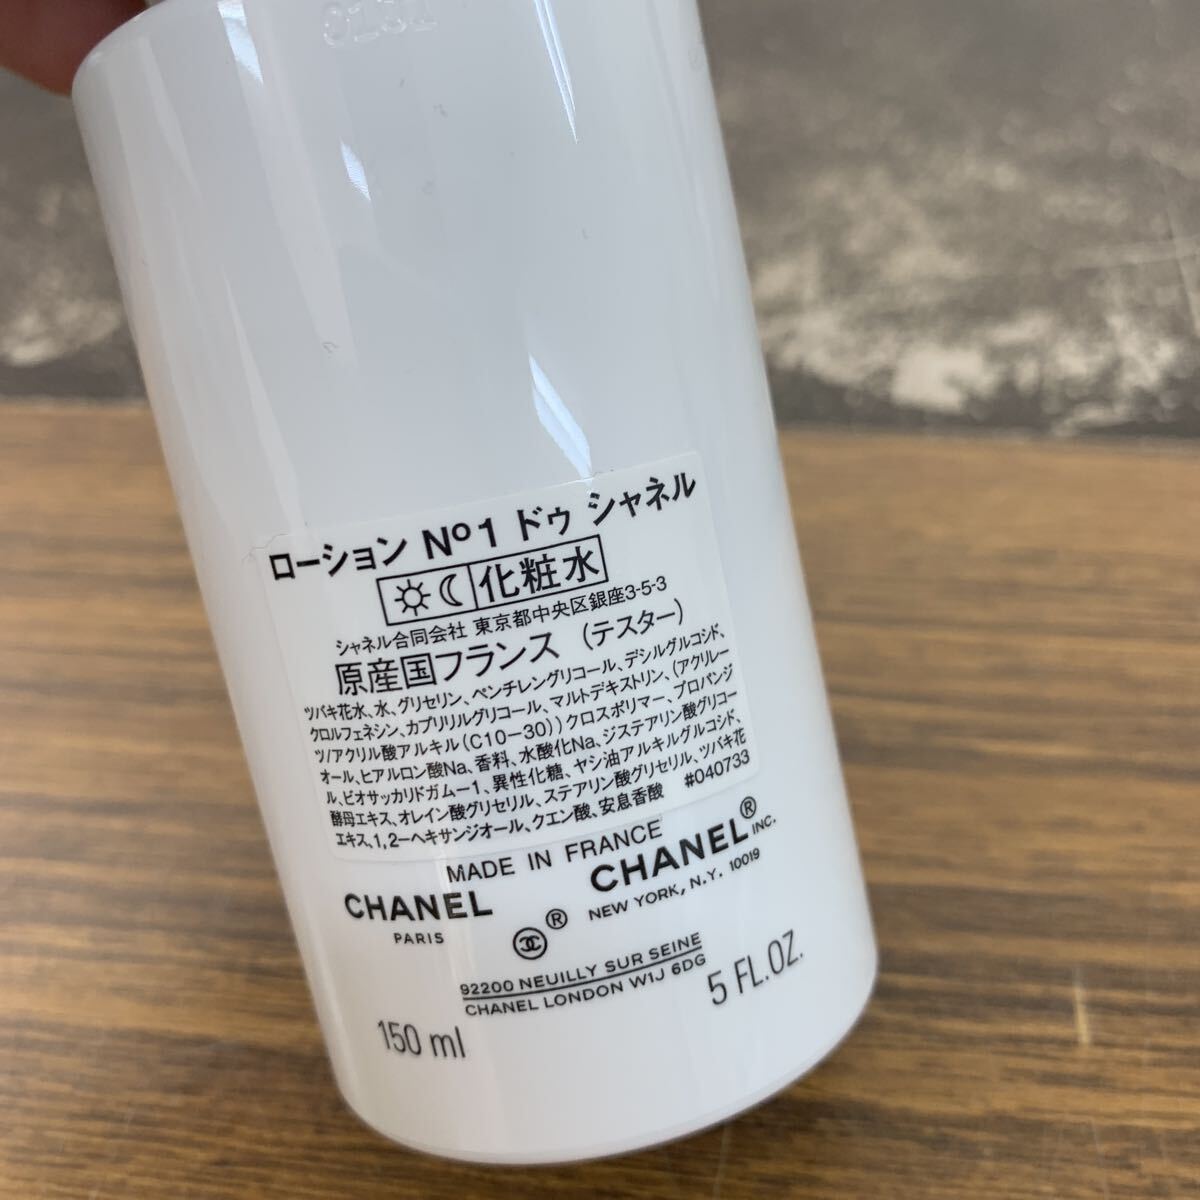 ローション Nº1 ドゥ シャネル
化粧水
シャネル合同会社 東京都中央区銀座3-5-3
原産国フランス (テスター)
ツバキ花水、水、グリセリン、ペンチレングリコール、デシルグルコシド、
クロルフェネシン、カプリリルグリコール、マルトデキストリン、(アクリレー
ツ/アクリル酸アルキル(C10-30))クロスポリマー、プロパンジ
オール、ヒアルロン酸Na、香料、水酸化Na、ジステアリン酸グリコー
ル、ビオサッカリドガム-1、異性化糖、ヤシ油アルキルグルコシド、
酵母エキス、オレイン酸グリセリル、ステアリン酸グリセリル、ツバキ花
エキス、1,2-ヘキサンジオール、クエン酸、安息香酸 #040733
MADE IN FRANCE
CHANEL
PARIS
CHANEL® INC.
NEW YORK, N.Y. 10019
®
92200 NEUILLY SUR SEINE
CHANEL LONDON W1J 6DG
150 ml
5 FL.OZ.